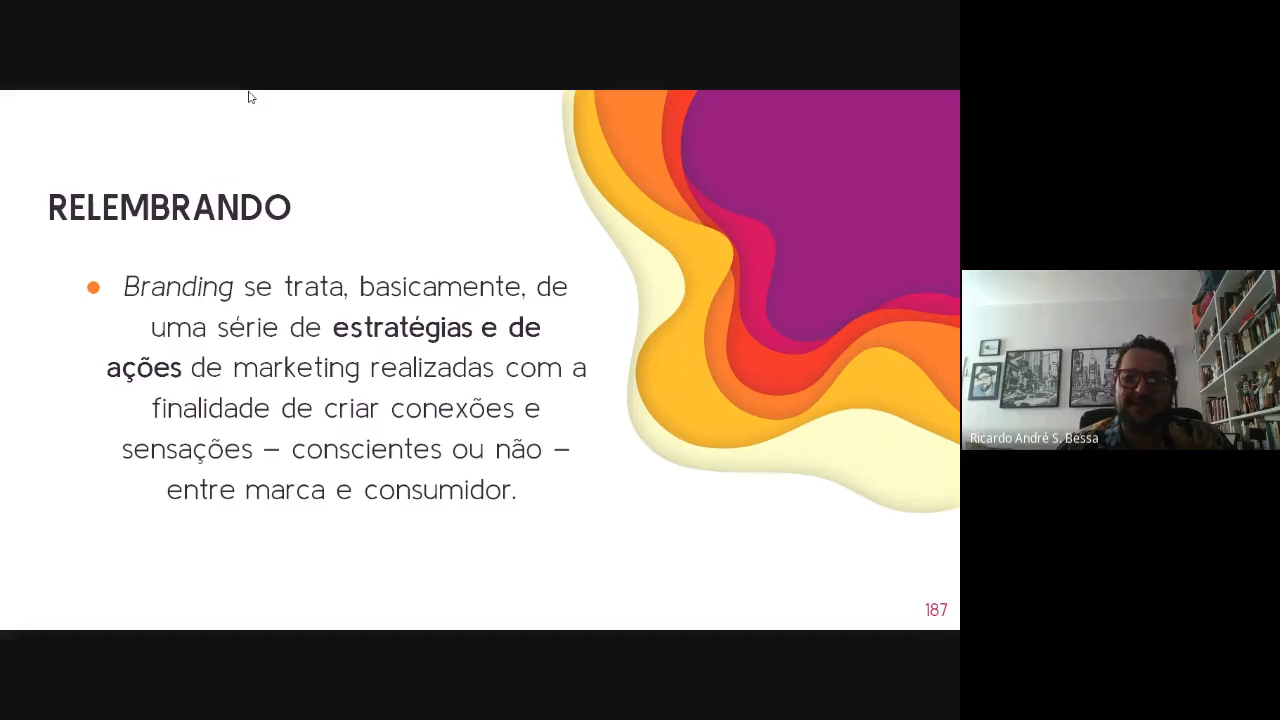 RELEMBRANDO
Branding se trata, basicamente, de
uma série de estratégias e de
ações de marketing realizadas com a
finalidade de criar conexões e
sensações – conscientes ou não –
entre marca e consumidor.
187
Ricardo André S. Bessa